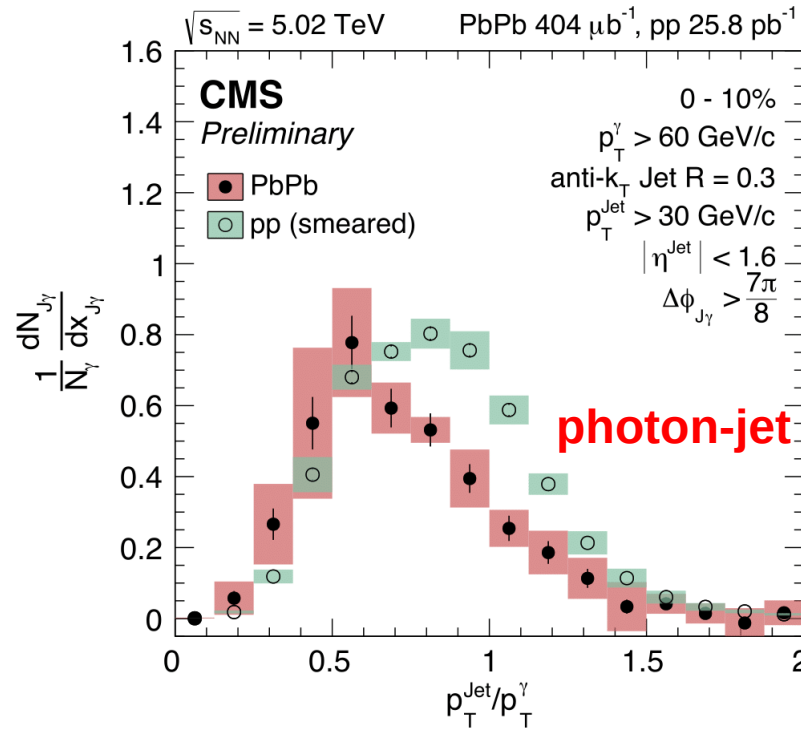 √s_NN = 5.02 TeV PbPb 404 μb⁻¹, pp 25.8 pb⁻¹
CMS
Preliminary
PbPb
pp (smeared)
0 - 10%
p_T^γ > 60 GeV/c
anti-k_T Jet R = 0.3
p_T^Jet > 30 GeV/c
|η^Jet| < 1.6
Δϕ_Jγ > 7π/8
photon-jet
1/N_γ dN_Jγ/dx_Jγ
1.6
1.4
1.2
1
0.8
0.6
0.4
0.2
0
0 0.5 1 1.5 2
p_T^Jet/p_T^γ